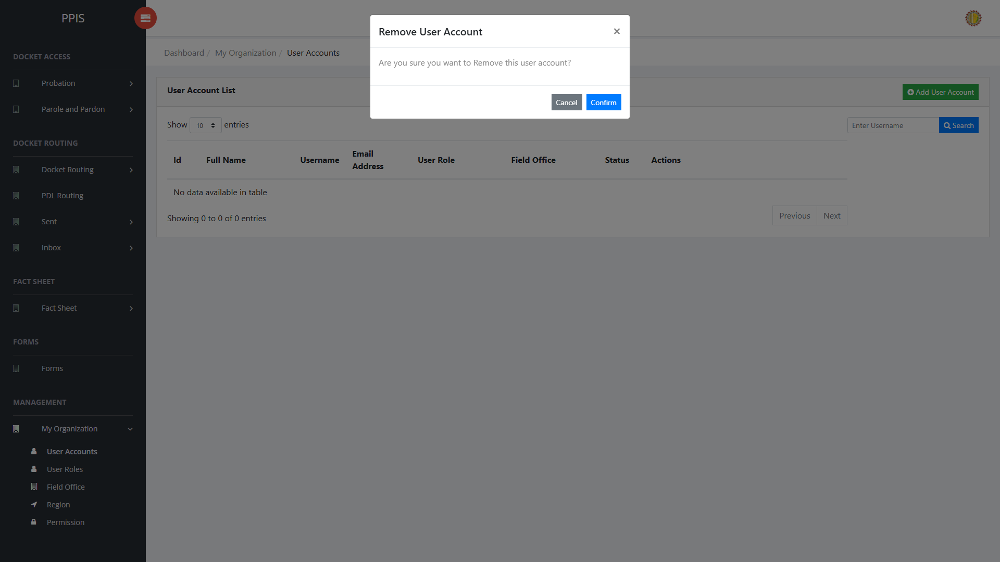 PPIS
DOCKET ACCESS
Probation
Parole and Pardon
DOCKET ROUTING
Docket Routing
PDL Routing
Sent
Inbox
FACT SHEET
Fact Sheet
FORMS
Forms
MANAGEMENT
My Organization
User Accounts
User Roles
Field Office
Region
Permission
Remove User Account ×
Are you sure you want to Remove this user account?
Cancel Confirm
Dashboard / My Organization / User Accounts
User Account List
Add User Account
Show 10 entries
Enter Username Search
Id Full Name Username Email Address User Role Field Office Status Actions
No data available in table
Showing 0 to 0 of 0 entries
Previous Next